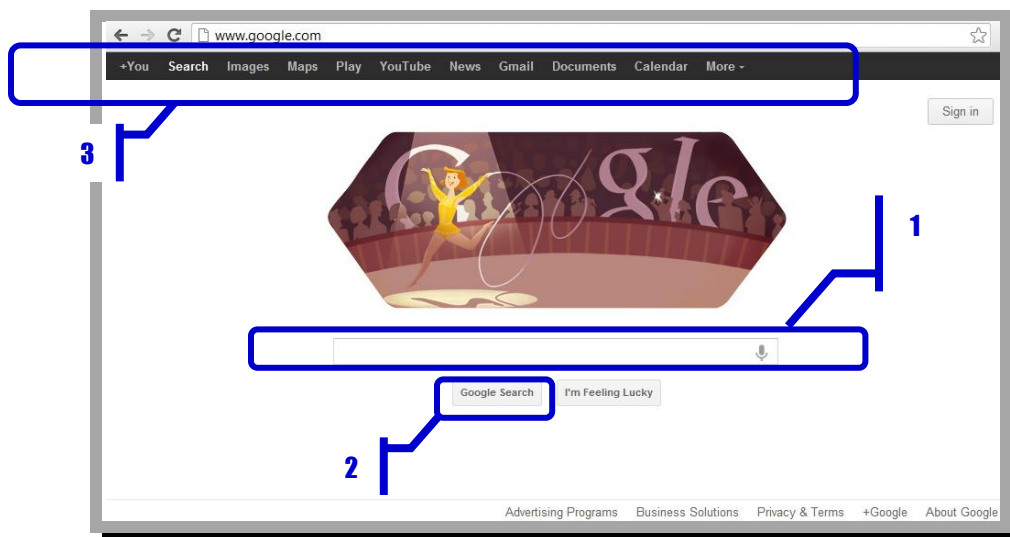 www.google.com
+You Search Images Maps Play YouTube News Gmail Documents Calendar More
Sign in
3
Google
1
Google Search I'm Feeling Lucky
2
Advertising Programs Business Solutions Privacy & Terms +Google About Google